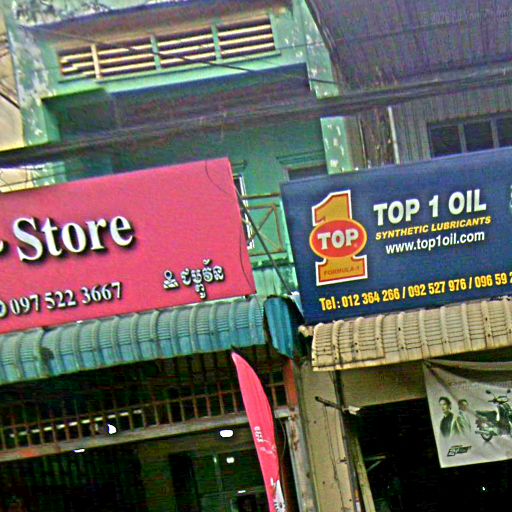 Store
097 522 3667
TOP 1 OIL
SYNTHETIC LUBRICANTS
www.top1oil.com
1
TOP
FORMULA-1
Tel : 012 364 266 / 092 527 976 / 096 59